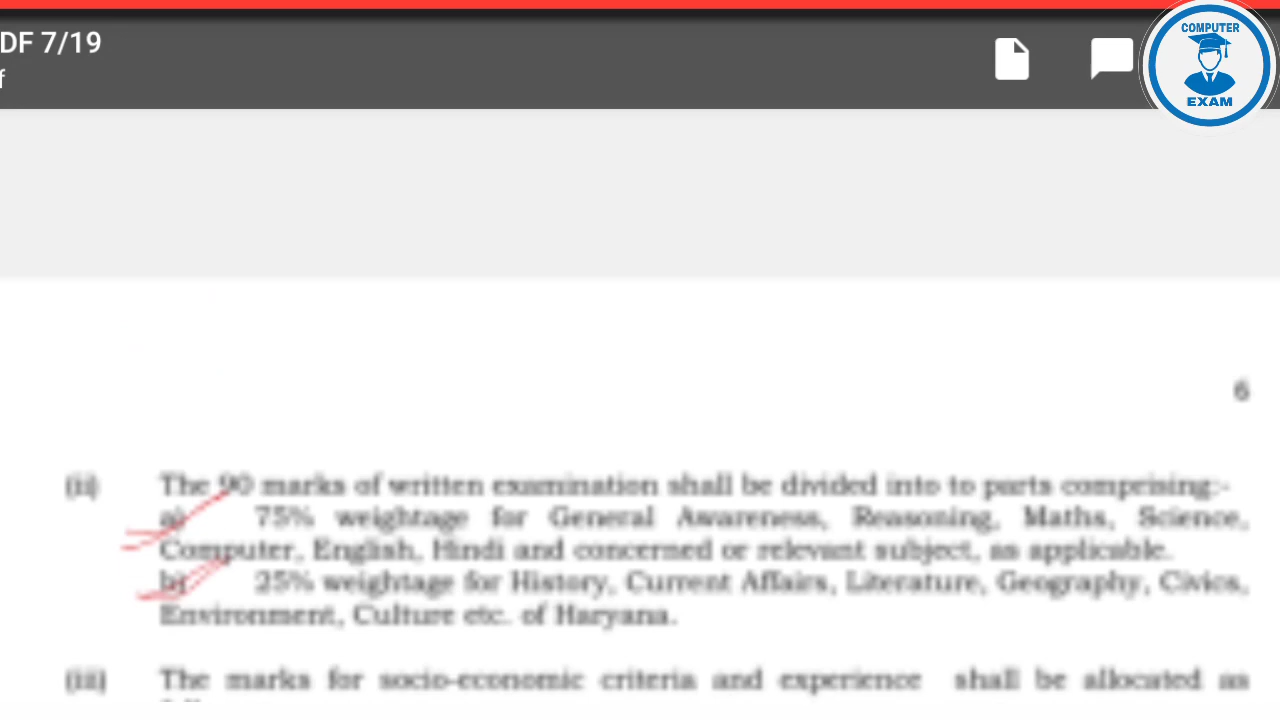 DF 7/19
f
COMPUTER
EXAM
6
(ii) The 90 marks of written examination shall be divided into to parts comprising:-
a) 75% weightage for General Awareness, Reasoning, Maths, Science,
Computer, English, Hindi and concerned or relevant subject, as applicable.
b) 25% weightage for History, Current Affairs, Literature, Geography, Civics,
Environment, Culture etc. of Haryana.
(iii) The marks for socio-economic criteria and experience shall be allocated as